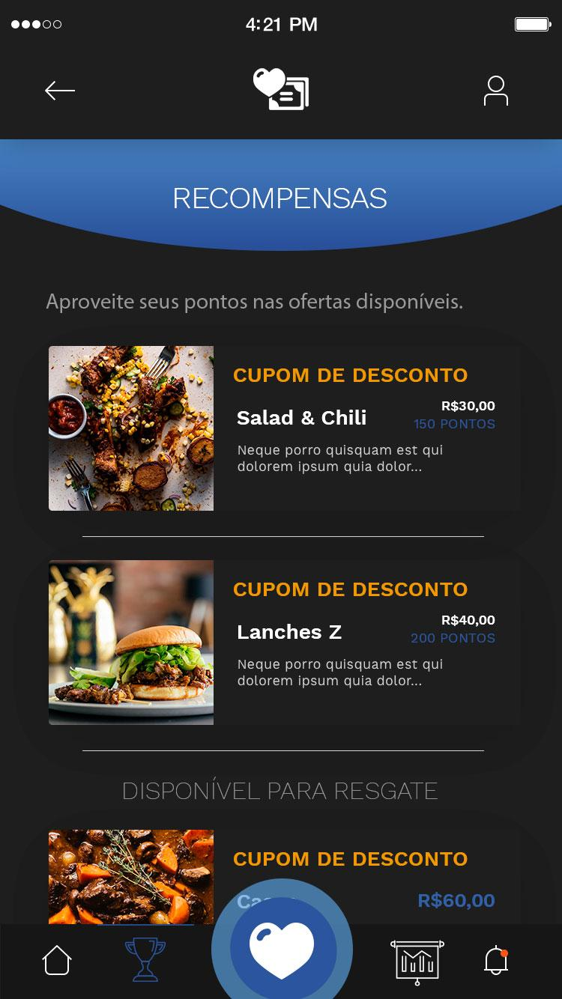 4:21 PM
RECOMPENSAS
Aproveite seus pontos nas ofertas disponíveis.
CUPOM DE DESCONTO
Salad & Chili
R$30,00
150 PONTOS
Neque porro quisquam est qui
dolorem ipsum quia dolor...
CUPOM DE DESCONTO
Lanches Z
R$40,00
200 PONTOS
Neque porro quisquam est qui
dolorem ipsum quia dolor...
DISPONÍVEL PARA RESGATE
CUPOM DE DESCONTO
R$60,00